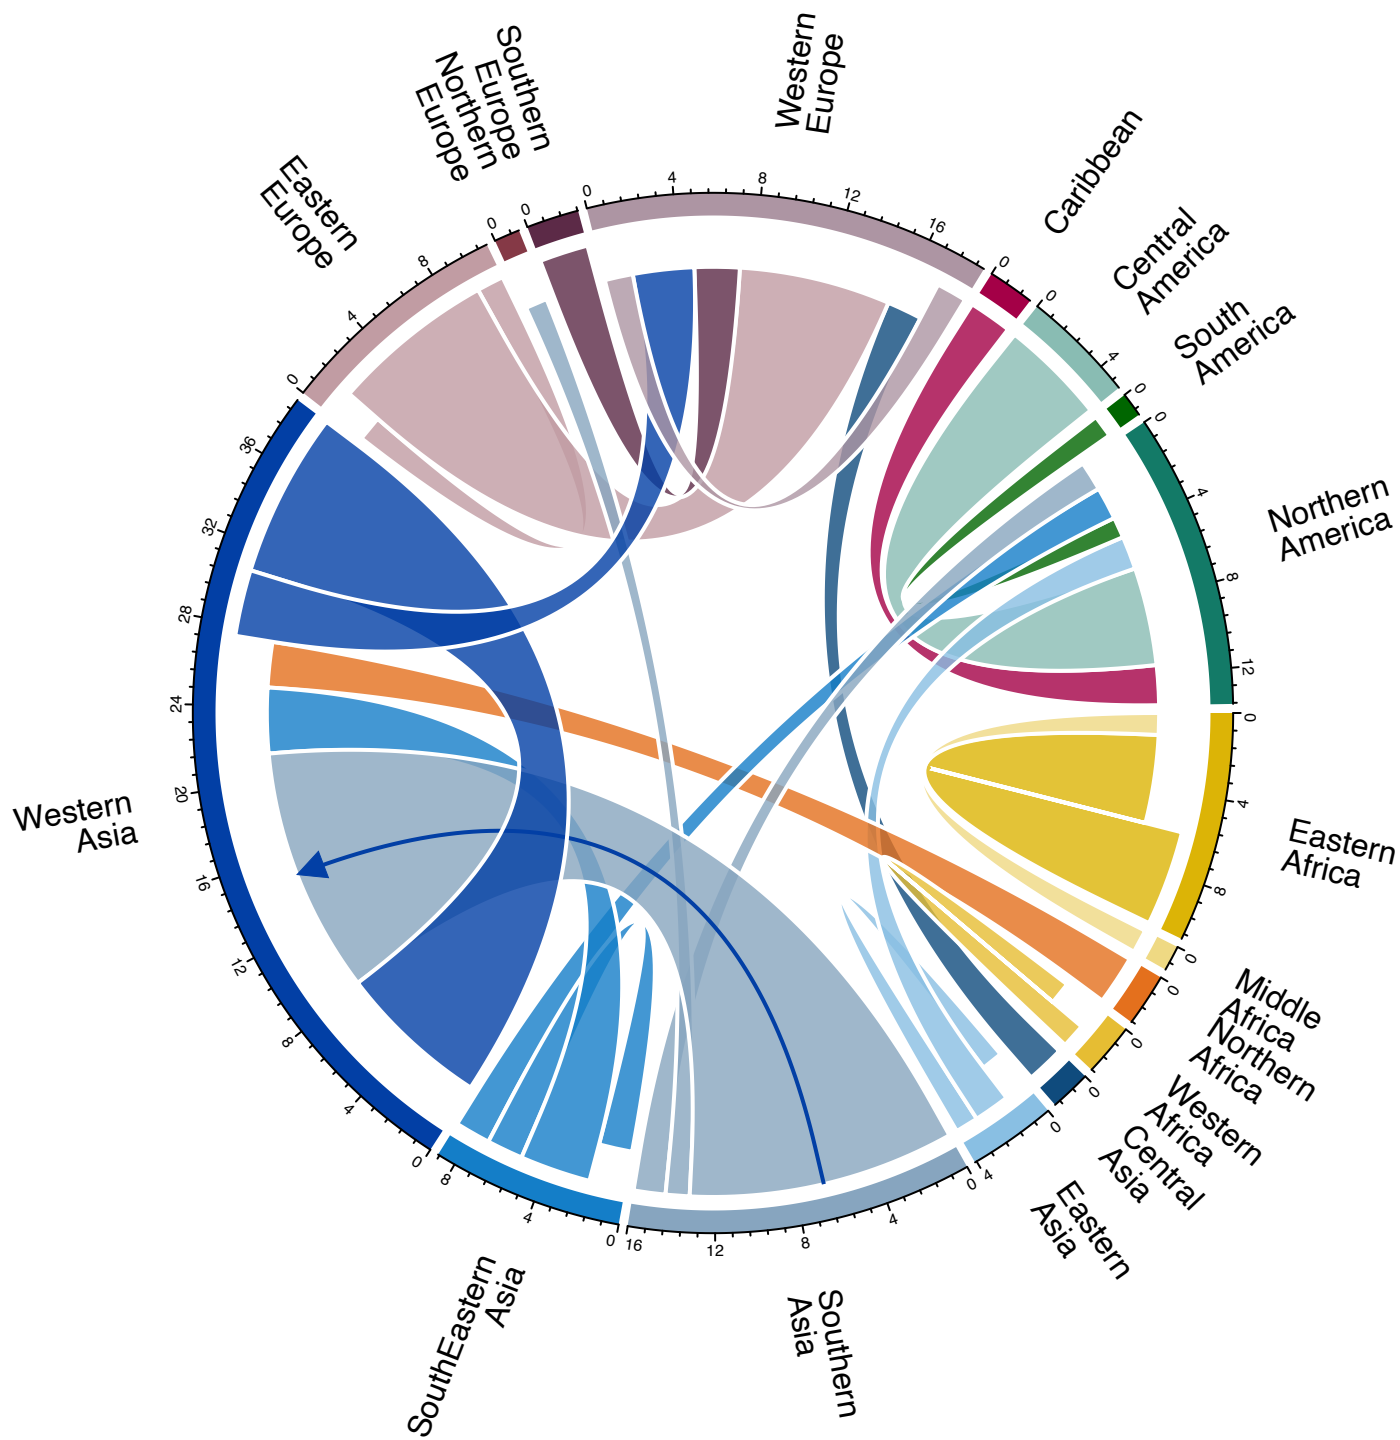 Southern
Europe
Northern
Europe
Western
Europe
Caribbean
Central
America
South
America
Northern
America
Eastern
Africa
Middle
Africa
Northern
Africa
Western
Africa
Central
Asia
Eastern
Asia
Southern
Asia
SouthEastern
Asia
Western
Asia
Eastern
Europe
0
4
8
0
0
0
4
8
12
16
0
0
4
0
0
4
8
12
0
4
8
0
0
0
0
0
4
0
4
8
12
16
0
4
8
0
4
8
12
16
20
24
28
32
36